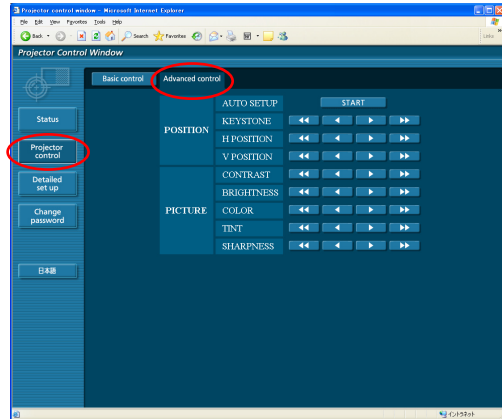 Projector control window - Microsoft Internet Explorer
File Edit View Favorites Tools Help
Back Search Favorites Links
Projector Control Window
Basic control Advanced control
Status
Projector control
Detailed set up
Change password
日本語
POSITION
AUTO SETUP START
KEYSTONE
H POSITION
V POSITION
PICTURE
CONTRAST
BRIGHTNESS
COLOR
TINT
SHARPNESS
イントラネット